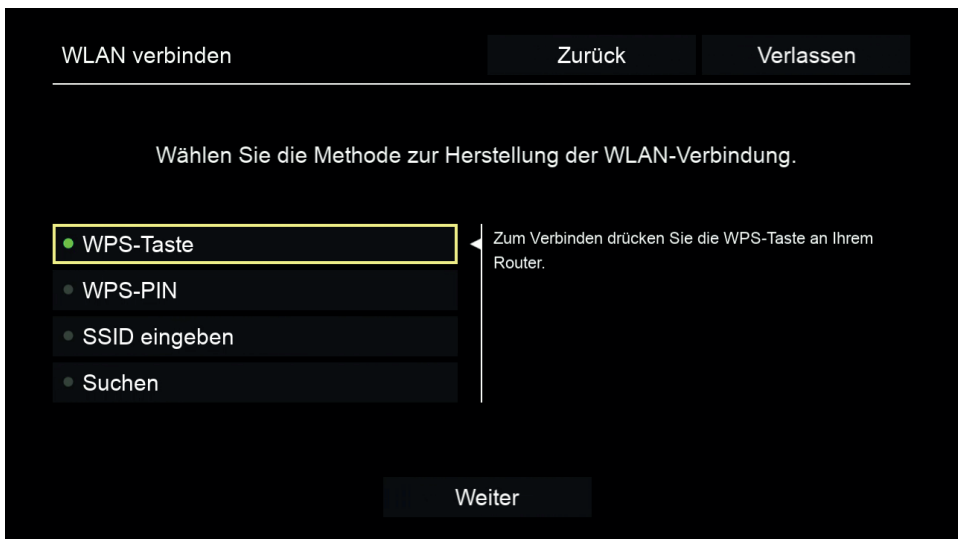 WLAN verbinden
Zurück
Verlassen
Wählen Sie die Methode zur Herstellung der WLAN-Verbindung.
WPS-Taste
WPS-PIN
SSID eingeben
Suchen
Zum Verbinden drücken Sie die WPS-Taste an Ihrem
Router.
Weiter